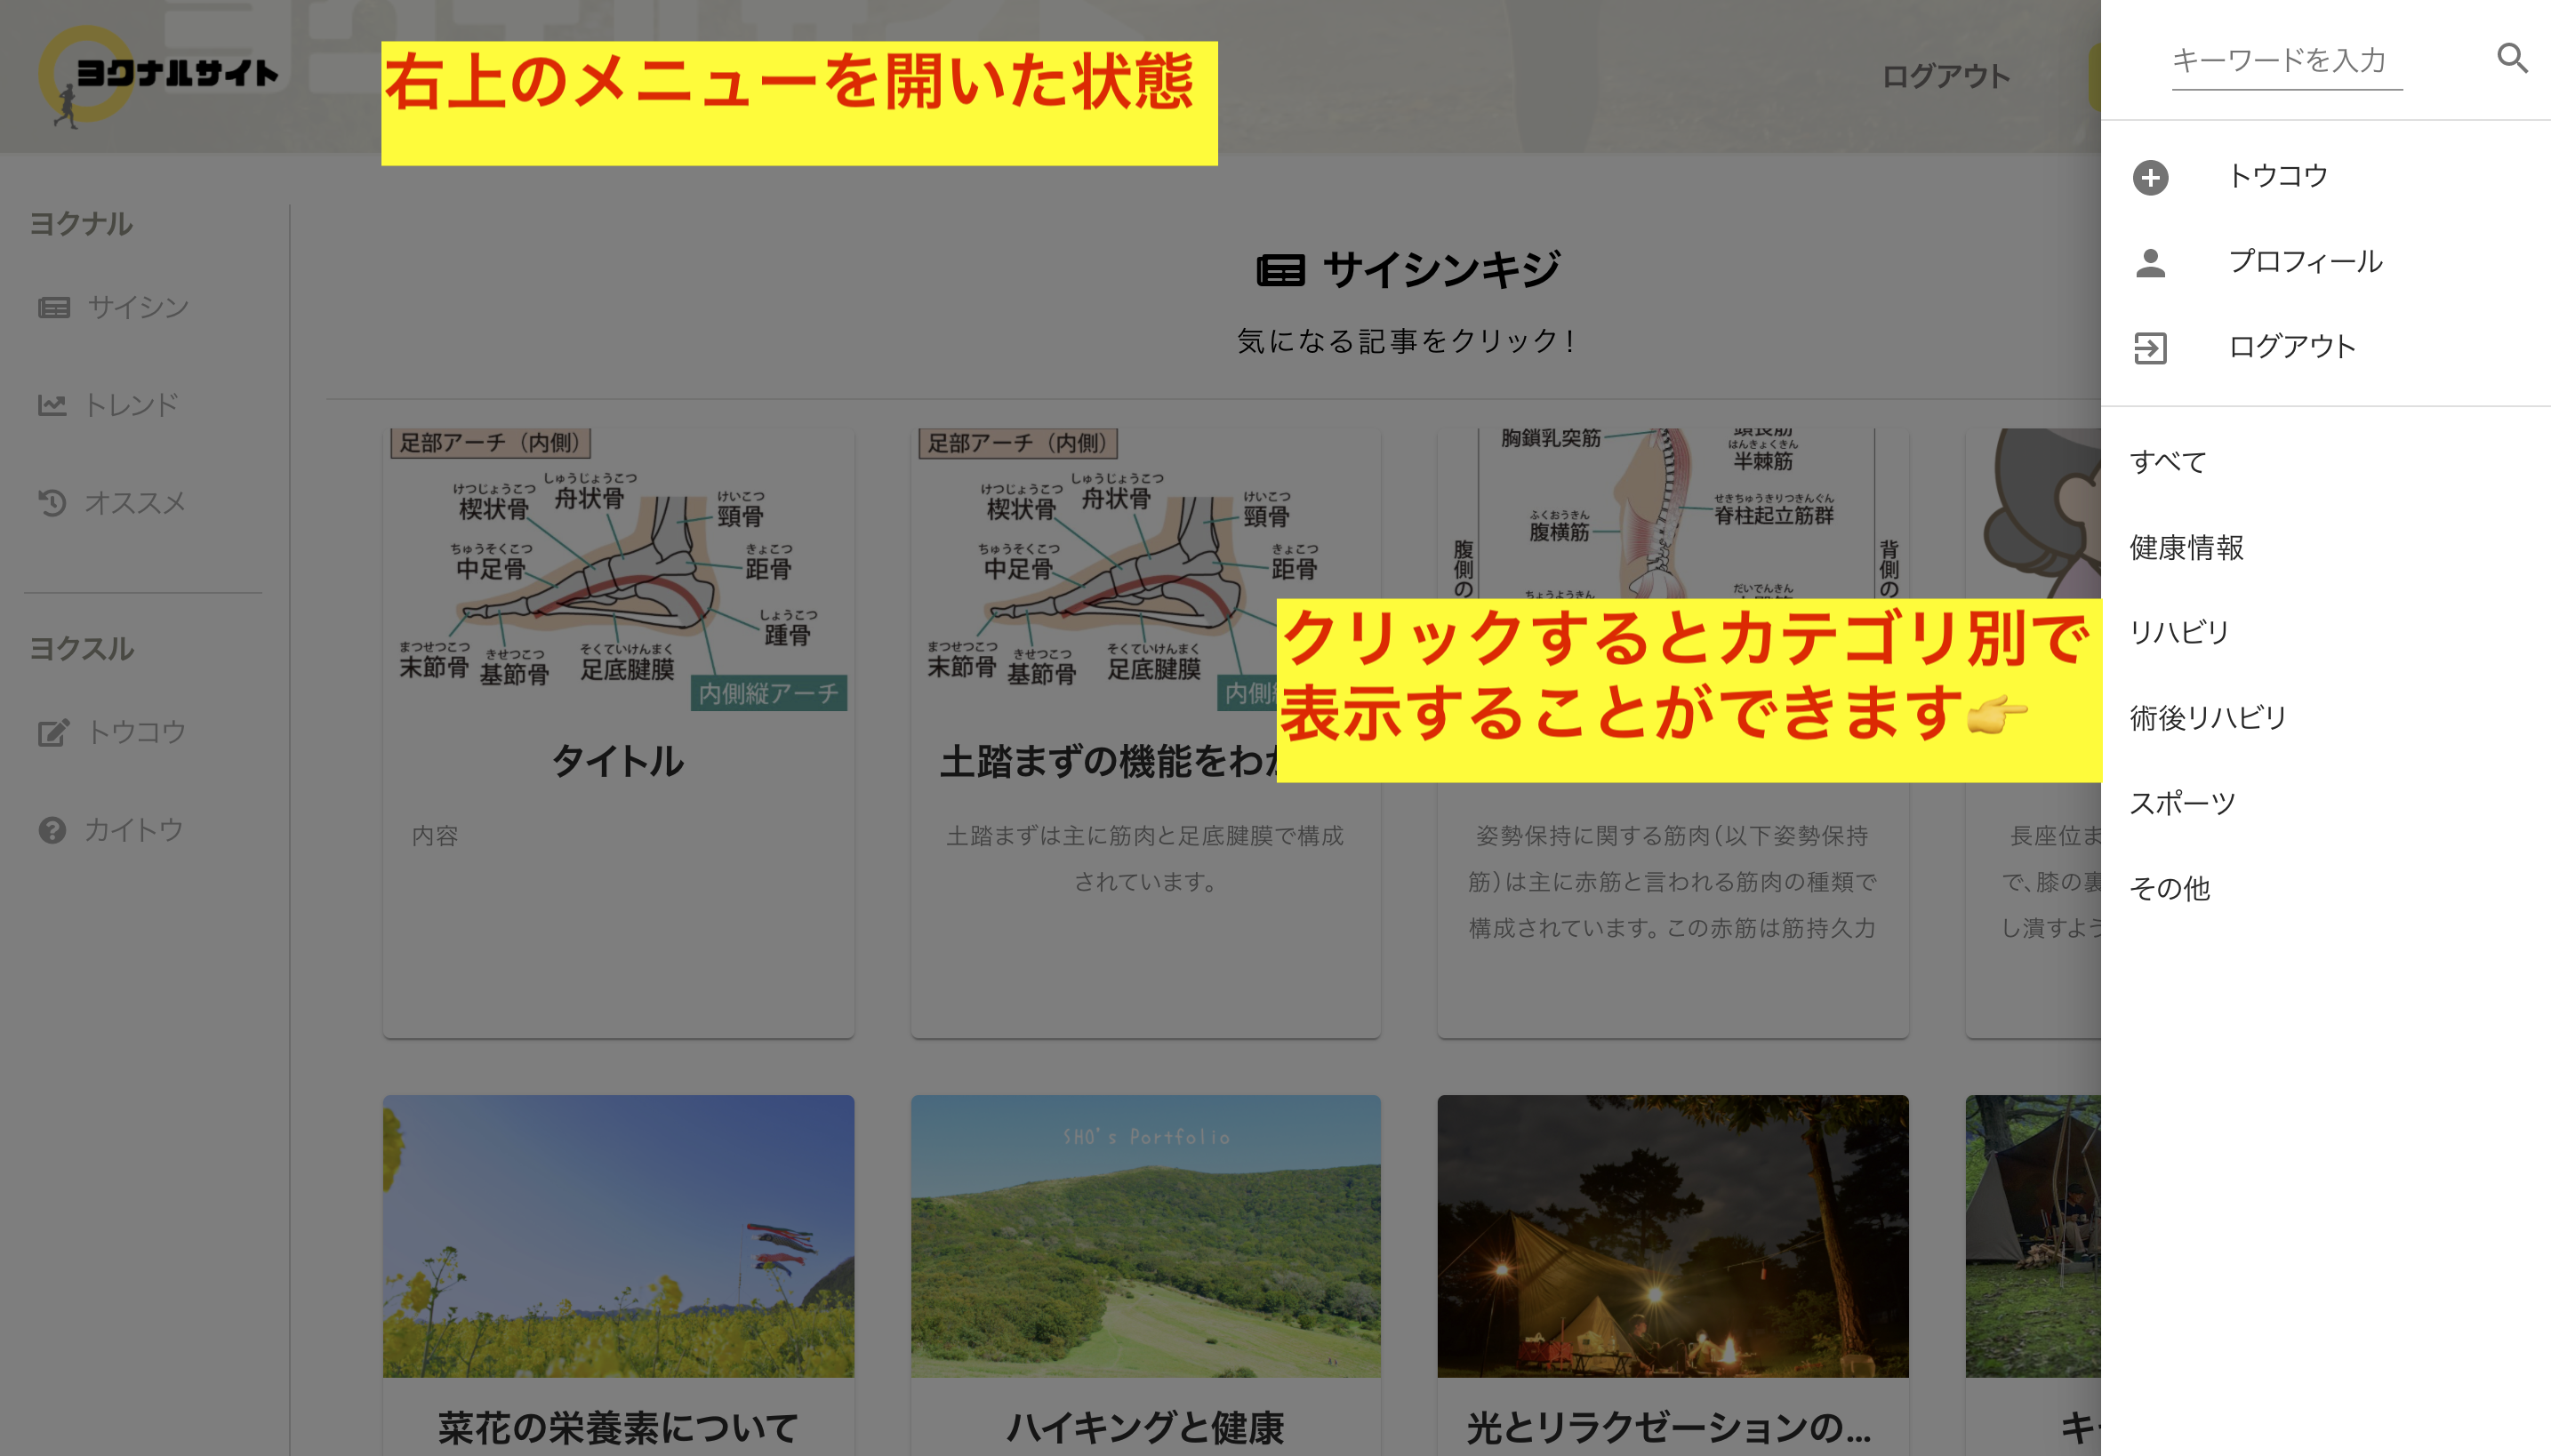 ヨクナルサイト
右上のメニューを開いた状態
ログアウト
キーワードを入力
トウコウ
プロフィール
ログアウト
すべて
健康情報
リハビリ
術後リハビリ
スポーツ
その他
ヨクナル
サイシン
トレンド
オススメ
ヨクスル
トウコウ
カイトウ
サイシンキジ
気になる記事をクリック！
クリックするとカテゴリ別で
表示することができます👉
足部アーチ（内側）
けつじょうこつ
楔状骨
しゅうじょうこつ
舟状骨
けいこつ
脛骨
ちゅうそくこつ
中足骨
きょこつ
距骨
しょうこつ
踵骨
まつせつこつ
末節骨
きせつこつ
基節骨
そくていけんまく
足底腱膜
内側縦アーチ
タイトル
内容
足部アーチ（内側）
けつじょうこつ
楔状骨
しゅうじょうこつ
舟状骨
けいこつ
脛骨
ちゅうそくこつ
中足骨
きょこつ
距骨
まつせつこつ
末節骨
きせつこつ
基節骨
そくていけんまく
足底腱膜
内側
土踏まずの機能をわか
土踏まずは主に筋肉と足底腱膜で構成
されています。
胸鎖乳突筋
はんきょくきん
半棘筋
せきちゅうきりつきんぐん
脊柱起立筋群
ふくおうきん
腹横筋
腹側の
背側の
ちょうようきん
だいでんきん
姿勢保持に関する筋肉（以下姿勢保持
筋）は主に赤筋と言われる筋肉の種類で
構成されています。この赤筋は筋持久力
長座位ま
で、膝の裏
し潰すよう
SHO's Portfolio
菜花の栄養素について
ハイキングと健康
光とリラクゼーションの...
キ